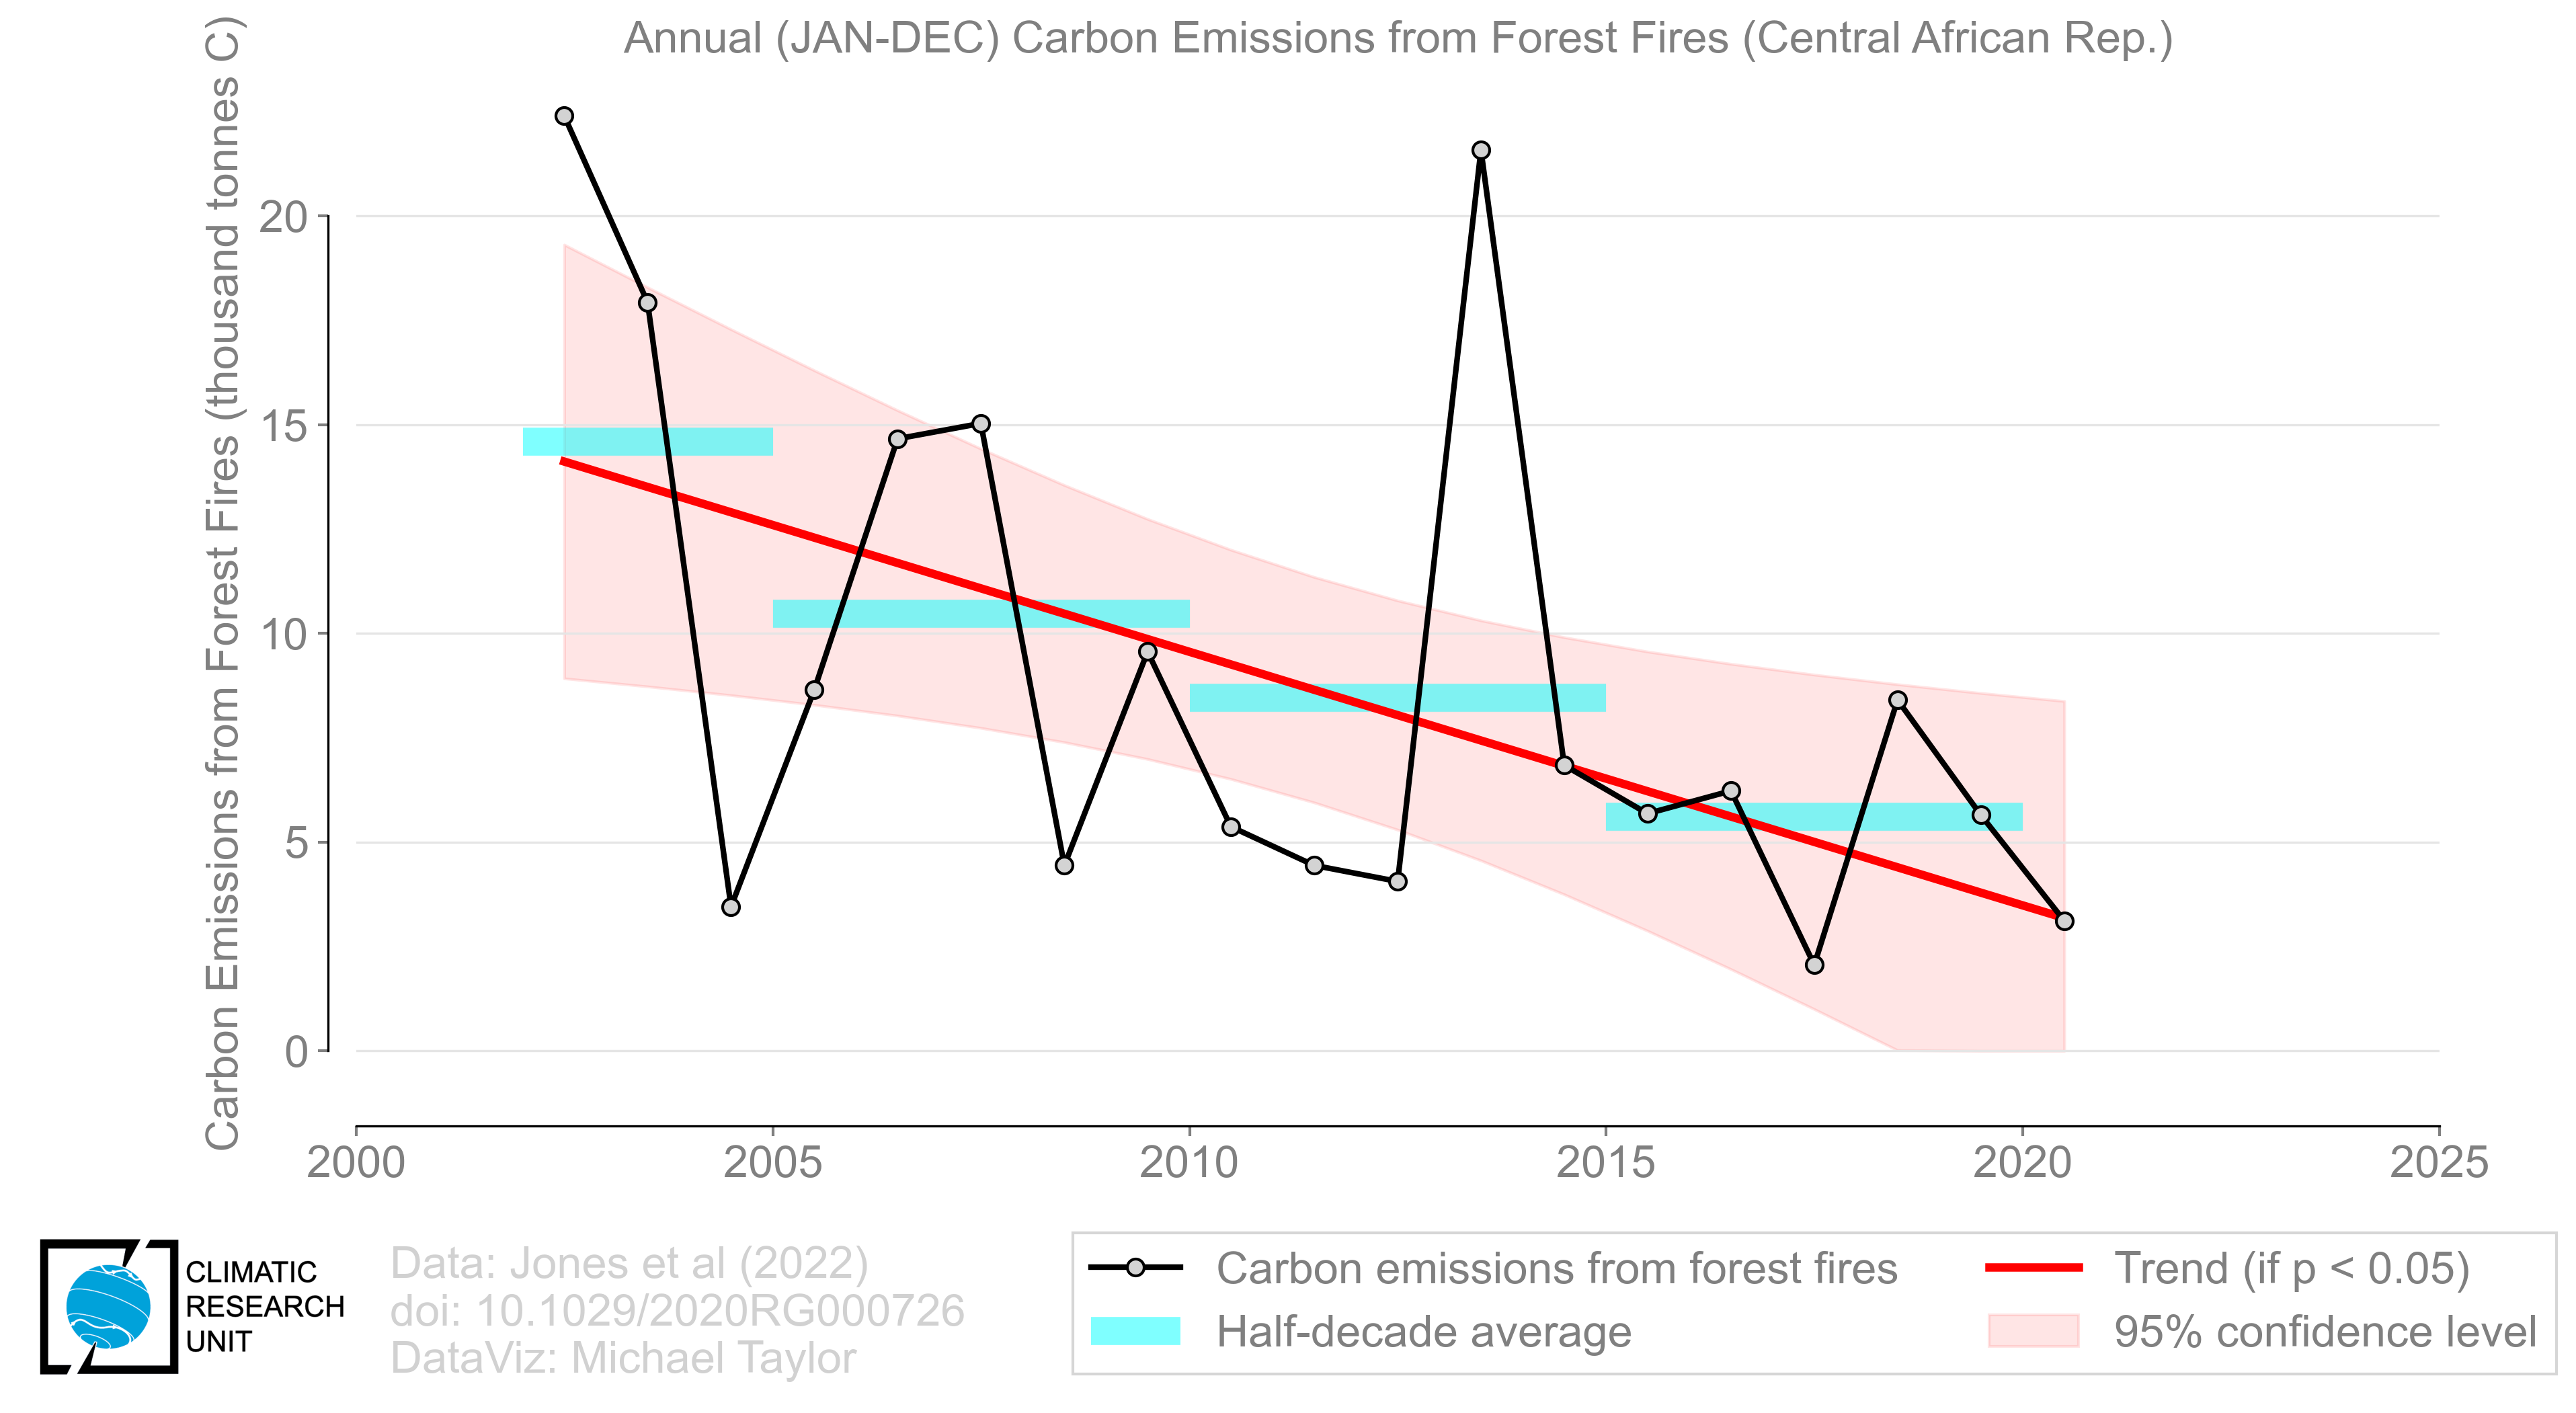 Annual (JAN-DEC) Carbon Emissions from Forest Fires (Central African Rep.)
Carbon Emissions from Forest Fires (thousand tonnes C)
20
15
10
5
0
2000
2005
2010
2015
2020
2025
CLIMATIC
RESEARCH
UNIT
Data: Jones et al (2022)
doi: 10.1029/2020RG000726
DataViz: Michael Taylor
Carbon emissions from forest fires
Half-decade average
Trend (if p < 0.05)
95% confidence level